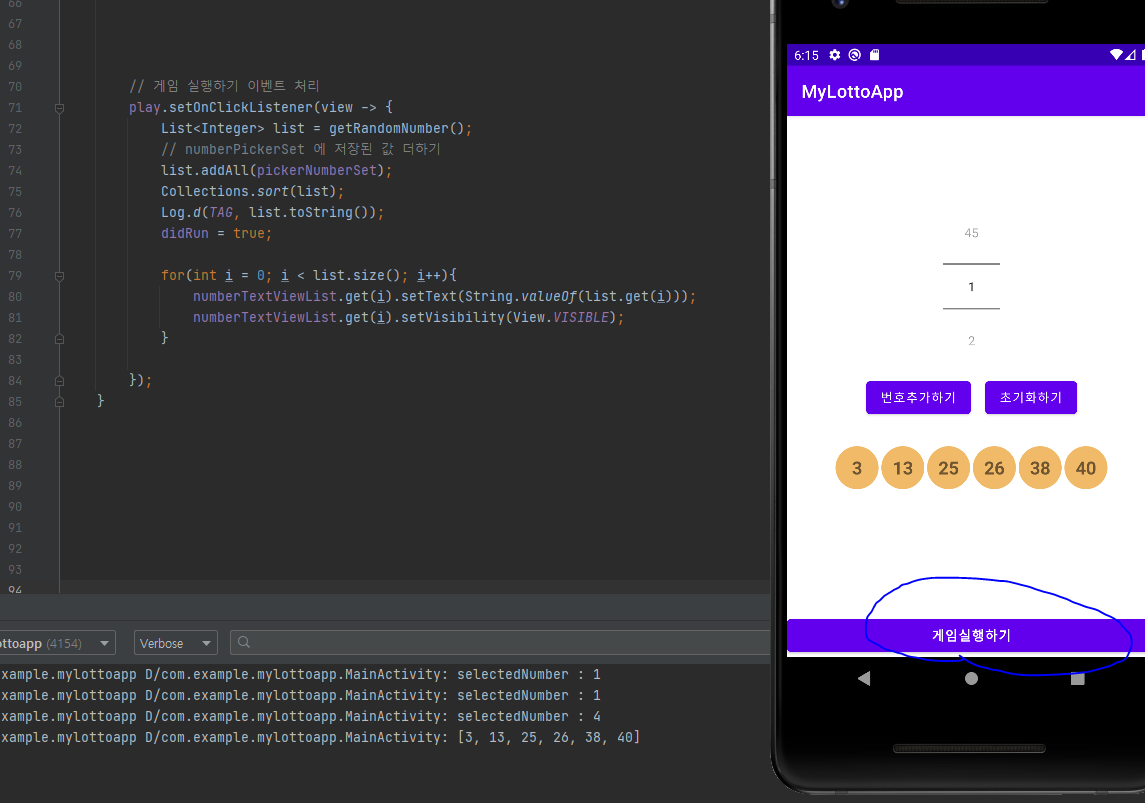 66
67
68
69
70 // 게임 실행하기 이벤트 처리
71 play.setOnClickListener(view -> {
72 List<Integer> list = getRandomNumber();
73 // numberPickerSet 에 저장된 값 더하기
74 list.addAll(pickerNumberSet);
75 Collections.sort(list);
76 Log.d(TAG, list.toString());
77 didRun = true;
78
79 for(int i = 0; i < list.size(); i++){
80 numberTextViewList.get(i).setText(String.valueOf(list.get(i)));
81 numberTextViewList.get(i).setVisibility(View.VISIBLE);
82 }
83
84 });
85 }
86
87
88
89
90
91
92
93
94
ottoapp (4154) Verbose
xample.mylottoapp D/com.example.mylottoapp.MainActivity: selectedNumber : 1
xample.mylottoapp D/com.example.mylottoapp.MainActivity: selectedNumber : 1
xample.mylottoapp D/com.example.mylottoapp.MainActivity: selectedNumber : 4
xample.mylottoapp D/com.example.mylottoapp.MainActivity: [3, 13, 25, 26, 38, 40]
6:15
MyLottoApp
45
1
2
번호추가하기 초기화하기
3 13 25 26 38 40
게임실행하기